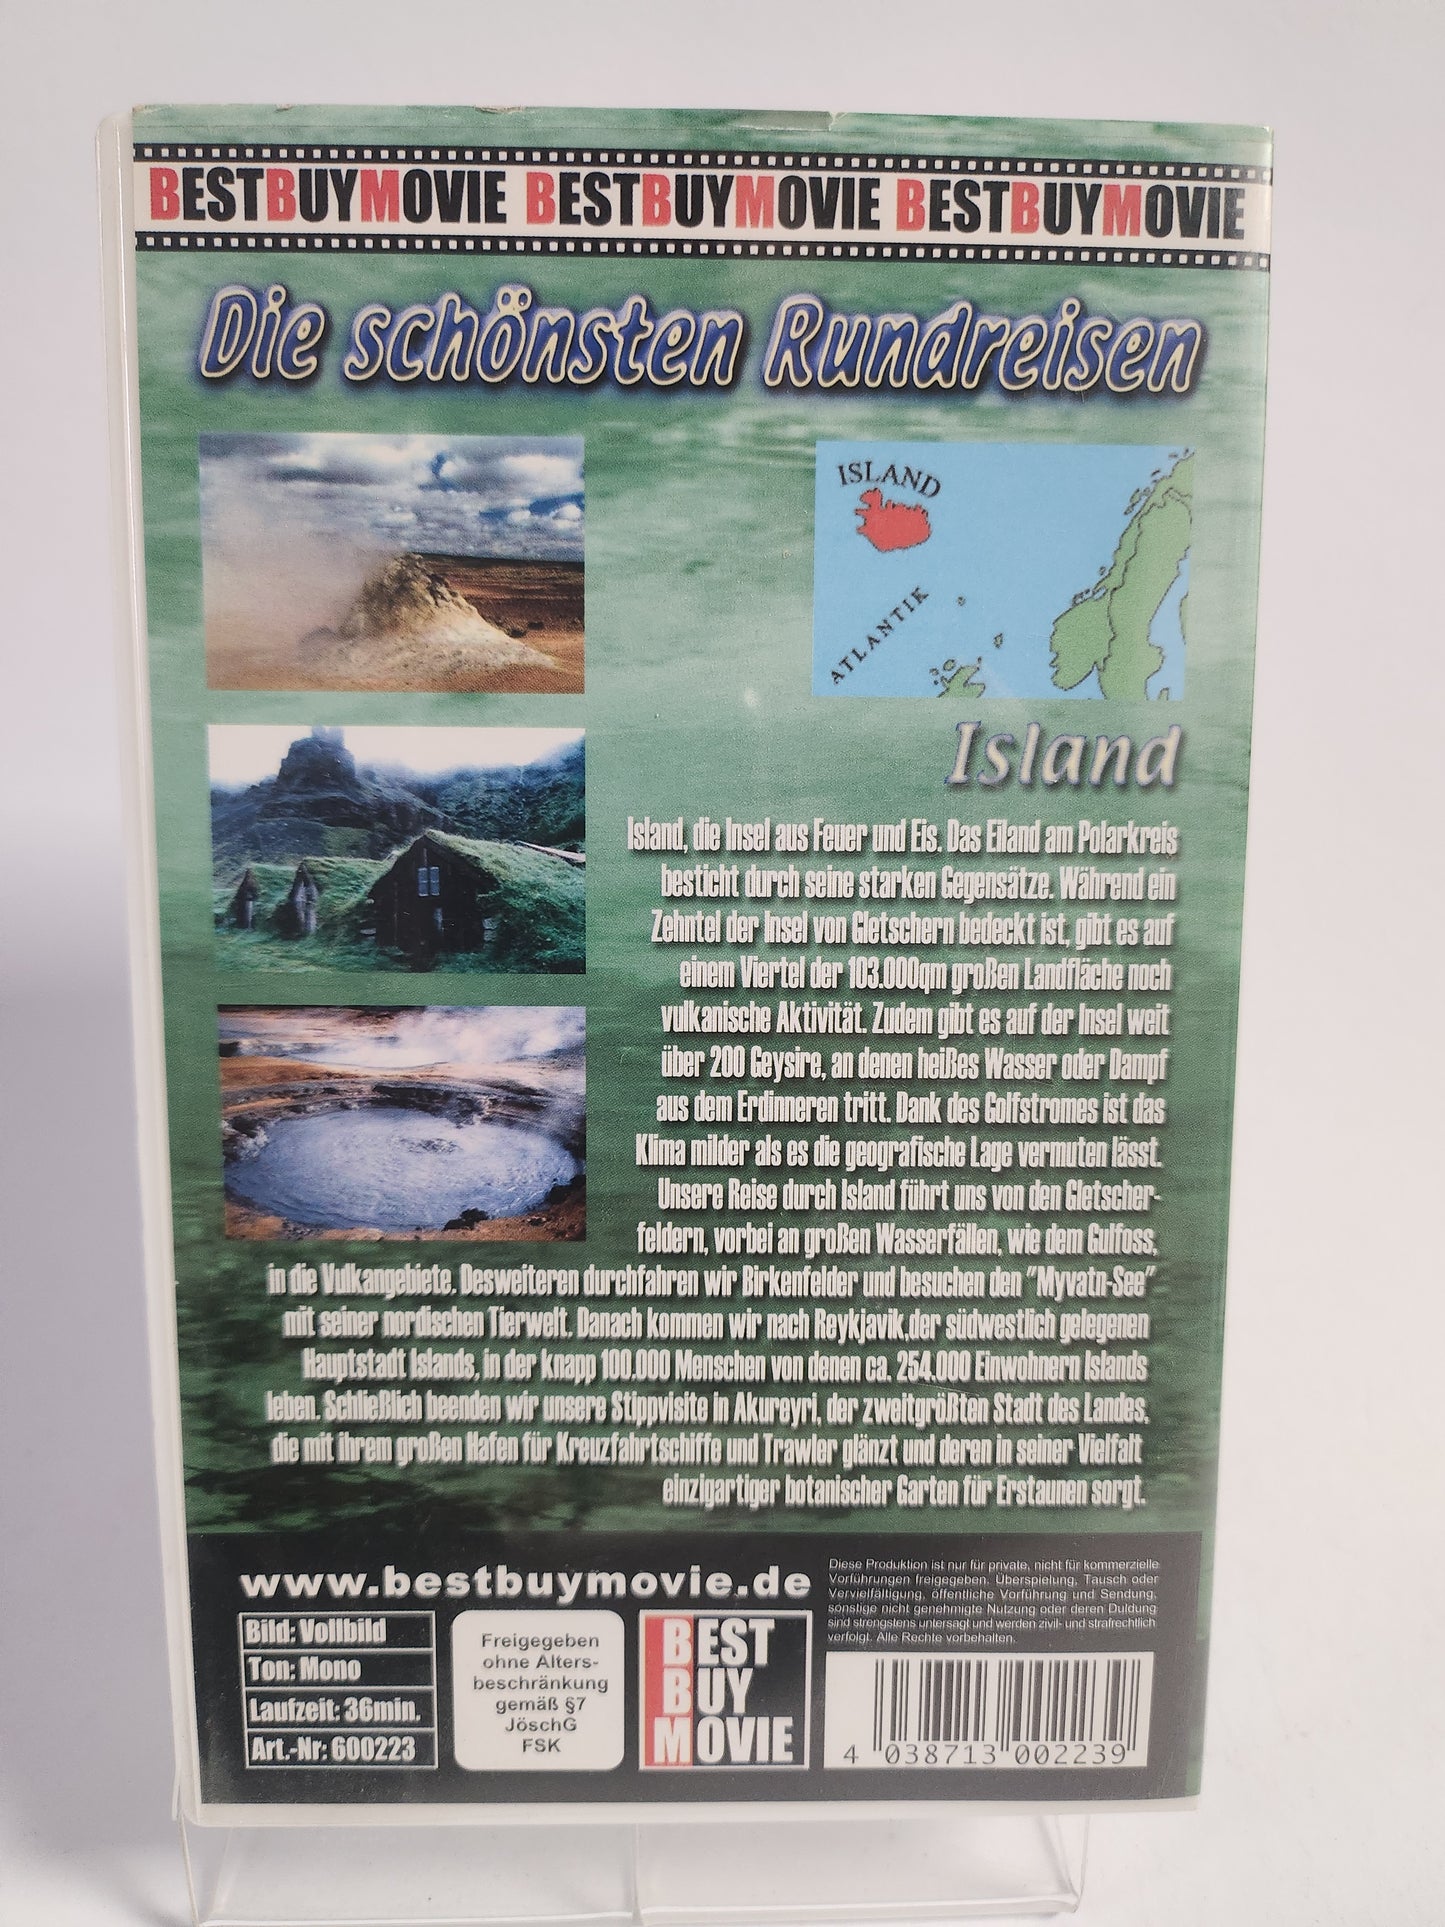 BESTBUYMOVIE BESTBUYMOVIE BESTBUYMOVIE
Die schönsten Rundreisen
ISLAND
ATLANTIK
Island
Island, die Insel aus Feuer und Eis. Das Eiland am Polarkreis
besticht durch seine starken Gegensätze. Während ein
Zehntel der Insel von Gletschern bedeckt ist, gibt es auf
einem Viertel der 103.000qm großen Landfläche noch
vulkanische Aktivität. Zudem gibt es auf der Insel weit
über 200 Geysire, an denen heißes Wasser oder Dampf
aus dem Erdinneren tritt. Dank des Golfstromes ist das
Klima milder als es die geografische Lage vermuten lässt.
Unsere Reise durch Island führt uns von den Gletscher-
feldern, vorbei an großen Wasserfällen, wie dem Gulfoss,
in die Vulkangebiete. Desweiteren durchfahren wir Birkenfelder und besuchen den "Myvatn-See"
mit seiner nordischen Tierwelt. Danach kommen wir nach Reykjavik,der südwestlich gelegenen
Hauptstadt Islands, in der knapp 100.000 Menschen von denen ca. 254.000 Einwohnern Islands
leben. Schließlich beenden wir unsere Stippvisite in Akureyri, der zweitgrößten Stadt des Landes,
die mit ihrem großen Hafen für Kreuzfahrtschiffe und Trawler glänzt und deren in seiner Vielfalt
einzigartiger botanischer Garten für Erstaunen sorgt.
www.bestbuymovie.de
Bild: Vollbild
Ton: Mono
Laufzeit: 36min.
Art.-Nr: 600223
Freigegeben
ohne Alters-
beschränkung
gemäß §7
JöschG
FSK
BEST
BUY
MOVIE
Diese Produktion ist nur für private, nicht für kommerzielle
Vorführungen freigegeben. Überspielung, Tausch oder
Vervielfältigung, öffentliche Vorführung und Sendung,
sonstige nicht genehmigte Nutzung oder deren Duldung
sind strengstens untersagt und werden zivil- und strafrechtlich
verfolgt. Alle Rechte vorbehalten.
4 038713 002239